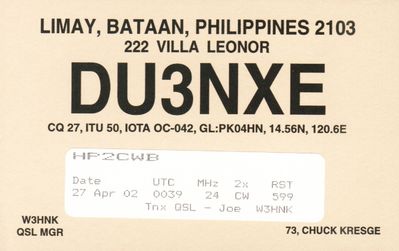 LIMAY, BATAAN, PHILIPPINES 2103
222 VILLA LEONOR
DU3NXE
CQ 27, ITU 50, IOTA OC-042, GL:PK04HN, 14.56N, 120.6E
HP2CWB
Date UTC MHz 2x RST
27 Apr 02 0039 24 CW 599
Tnx QSL - Joe W3HNK
W3HNK
QSL MGR
73, CHUCK KRESGE